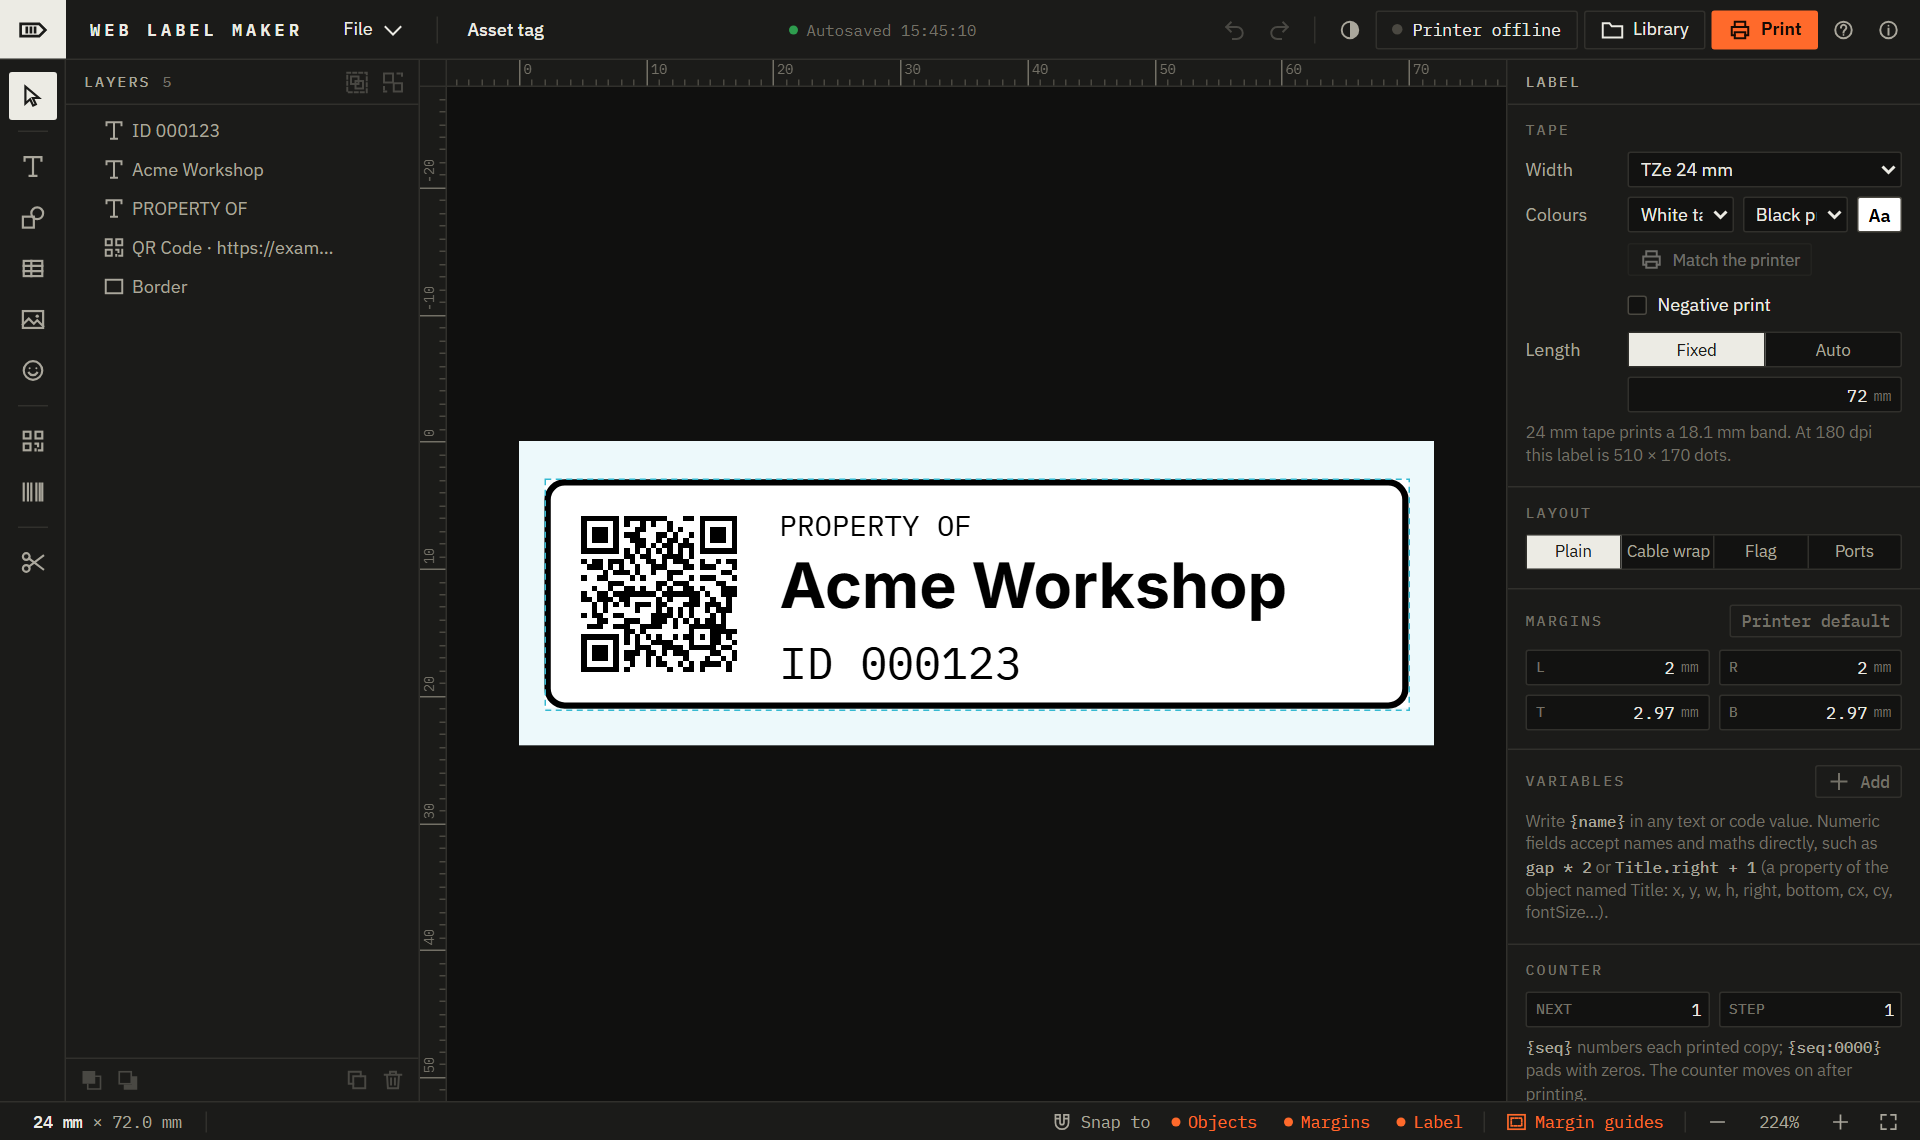 WEB LABEL MAKER
File
Asset tag
Autosaved 15:45:10
Printer offline
Library
Print
LAYERS 5
ID 000123
Acme Workshop
PROPERTY OF
QR Code · https://exam...
Border
0 10 20 30 40 50 60 70
-20
-10
0
10
20
30
40
50
PROPERTY OF
Acme Workshop
ID 000123
LABEL
TAPE
Width
TZe 24 mm
Colours
White ta
Black p
Aa
Match the printer
Negative print
Length
Fixed
Auto
72 mm
24 mm tape prints a 18.1 mm band. At 180 dpi
this label is 510 × 170 dots.
LAYOUT
Plain
Cable wrap
Flag
Ports
MARGINS
Printer default
L 2 mm
R 2 mm
T 2.97 mm
B 2.97 mm
VARIABLES
Add
Write {name} in any text or code value. Numeric
fields accept names and maths directly, such as
gap * 2 or Title.right + 1 (a property of the
object named Title: x, y, w, h, right, bottom, cx, cy,
fontSize...).
COUNTER
NEXT 1
STEP 1
{seq} numbers each printed copy; {seq:0000}
pads with zeros. The counter moves on after
printing.
24 mm × 72.0 mm
Snap to
Objects
Margins
Label
Margin guides
224%